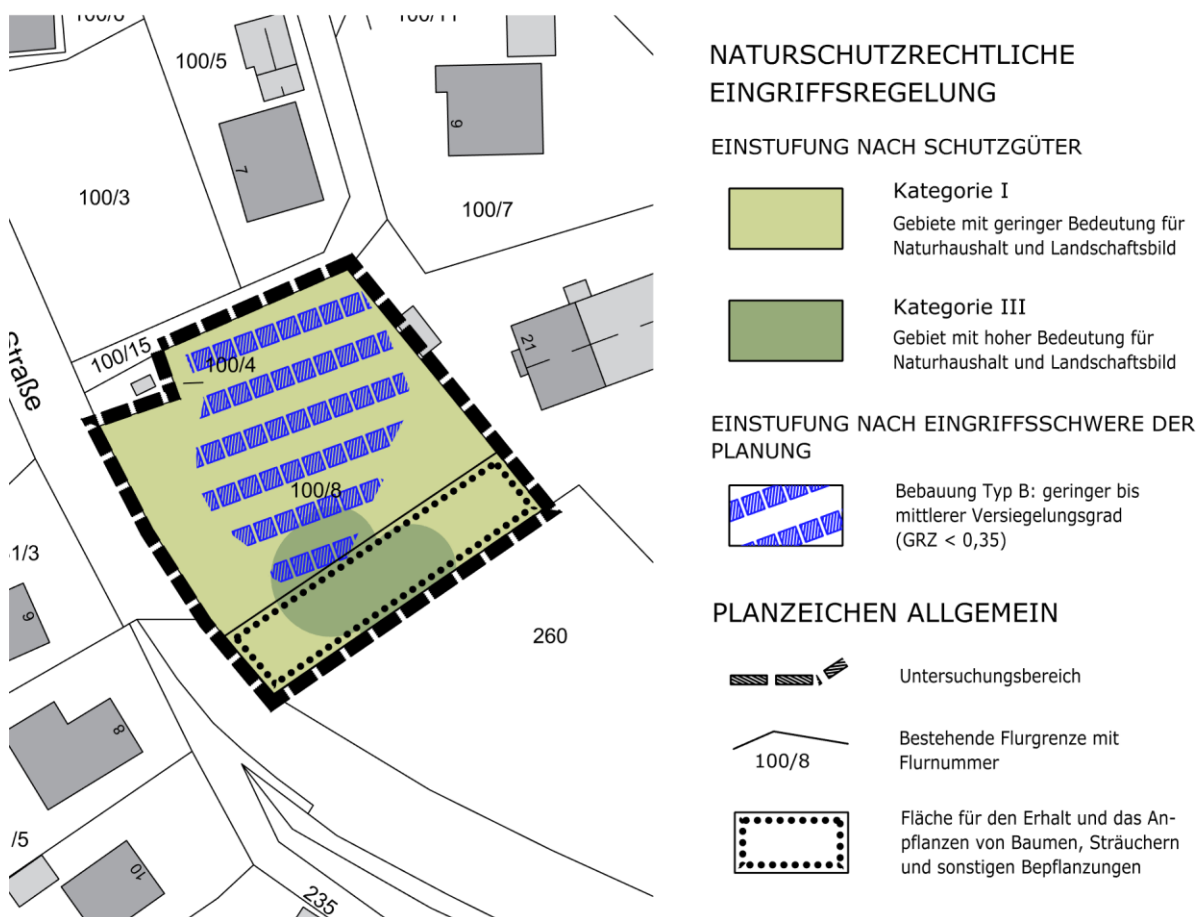 100/5
100/3
7
9
100/7
100/15
100/4
21
Straße
100/8
260
9
8
10
/5
235
NATURSCHUTZRECHTLICHE
EINGRIFFSREGELUNG
EINSTUFUNG NACH SCHUTZGÜTER
Kategorie I
Gebiete mit geringer Bedeutung für
Naturhaushalt und Landschaftsbild
Kategorie III
Gebiet mit hoher Bedeutung für
Naturhaushalt und Landschaftsbild
EINSTUFUNG NACH EINGRIFFSSCHWERE DER
PLANUNG
Bebauung Typ B: geringer bis
mittlerer Versiegelungsgrad
(GRZ < 0,35)
PLANZEICHEN ALLGEMEIN
Untersuchungsbereich
Bestehende Flurgrenze mit
Flurnummer
100/8
Fläche für den Erhalt und das An-
pflanzen von Baumen, Sträuchern
und sonstigen Bepflanzungen